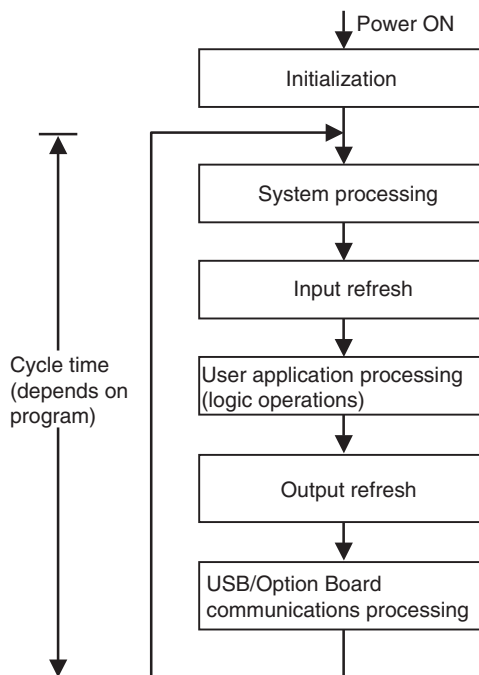 Power ON
Initialization
System processing
Input refresh
Cycle time
(depends on
program)
User application processing
(logic operations)
Output refresh
USB/Option Board
communications processing